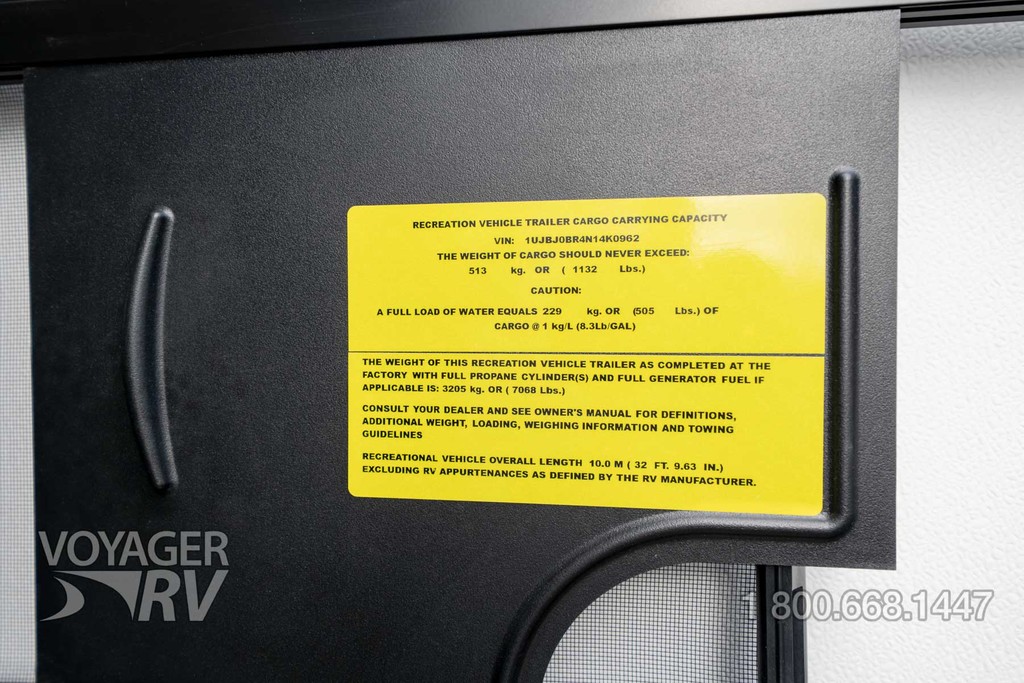 RECREATION VEHICLE TRAILER CARGO CARRYING CAPACITY
VIN: 1UJBJ0BR4N14K0962
THE WEIGHT OF CARGO SHOULD NEVER EXCEED:
513 kg. OR ( 1132 Lbs.)
CAUTION:
A FULL LOAD OF WATER EQUALS 229 kg. OR (505 Lbs.) OF
CARGO @ 1 kg/L (8.3Lb/GAL)
THE WEIGHT OF THIS RECREATION VEHICLE TRAILER AS COMPLETED AT THE
FACTORY WITH FULL PROPANE CYLINDER(S) AND FULL GENERATOR FUEL IF
APPLICABLE IS: 3205 kg. OR ( 7068 Lbs.)
CONSULT YOUR DEALER AND SEE OWNER'S MANUAL FOR DEFINITIONS,
ADDITIONAL WEIGHT, LOADING, WEIGHING INFORMATION AND TOWING
GUIDELINES
RECREATIONAL VEHICLE OVERALL LENGTH 10.0 M ( 32 FT. 9.63 IN.)
EXCLUDING RV APPURTENANCES AS DEFINED BY THE RV MANUFACTURER.
VOYAGER
RV
1 800.668.1447